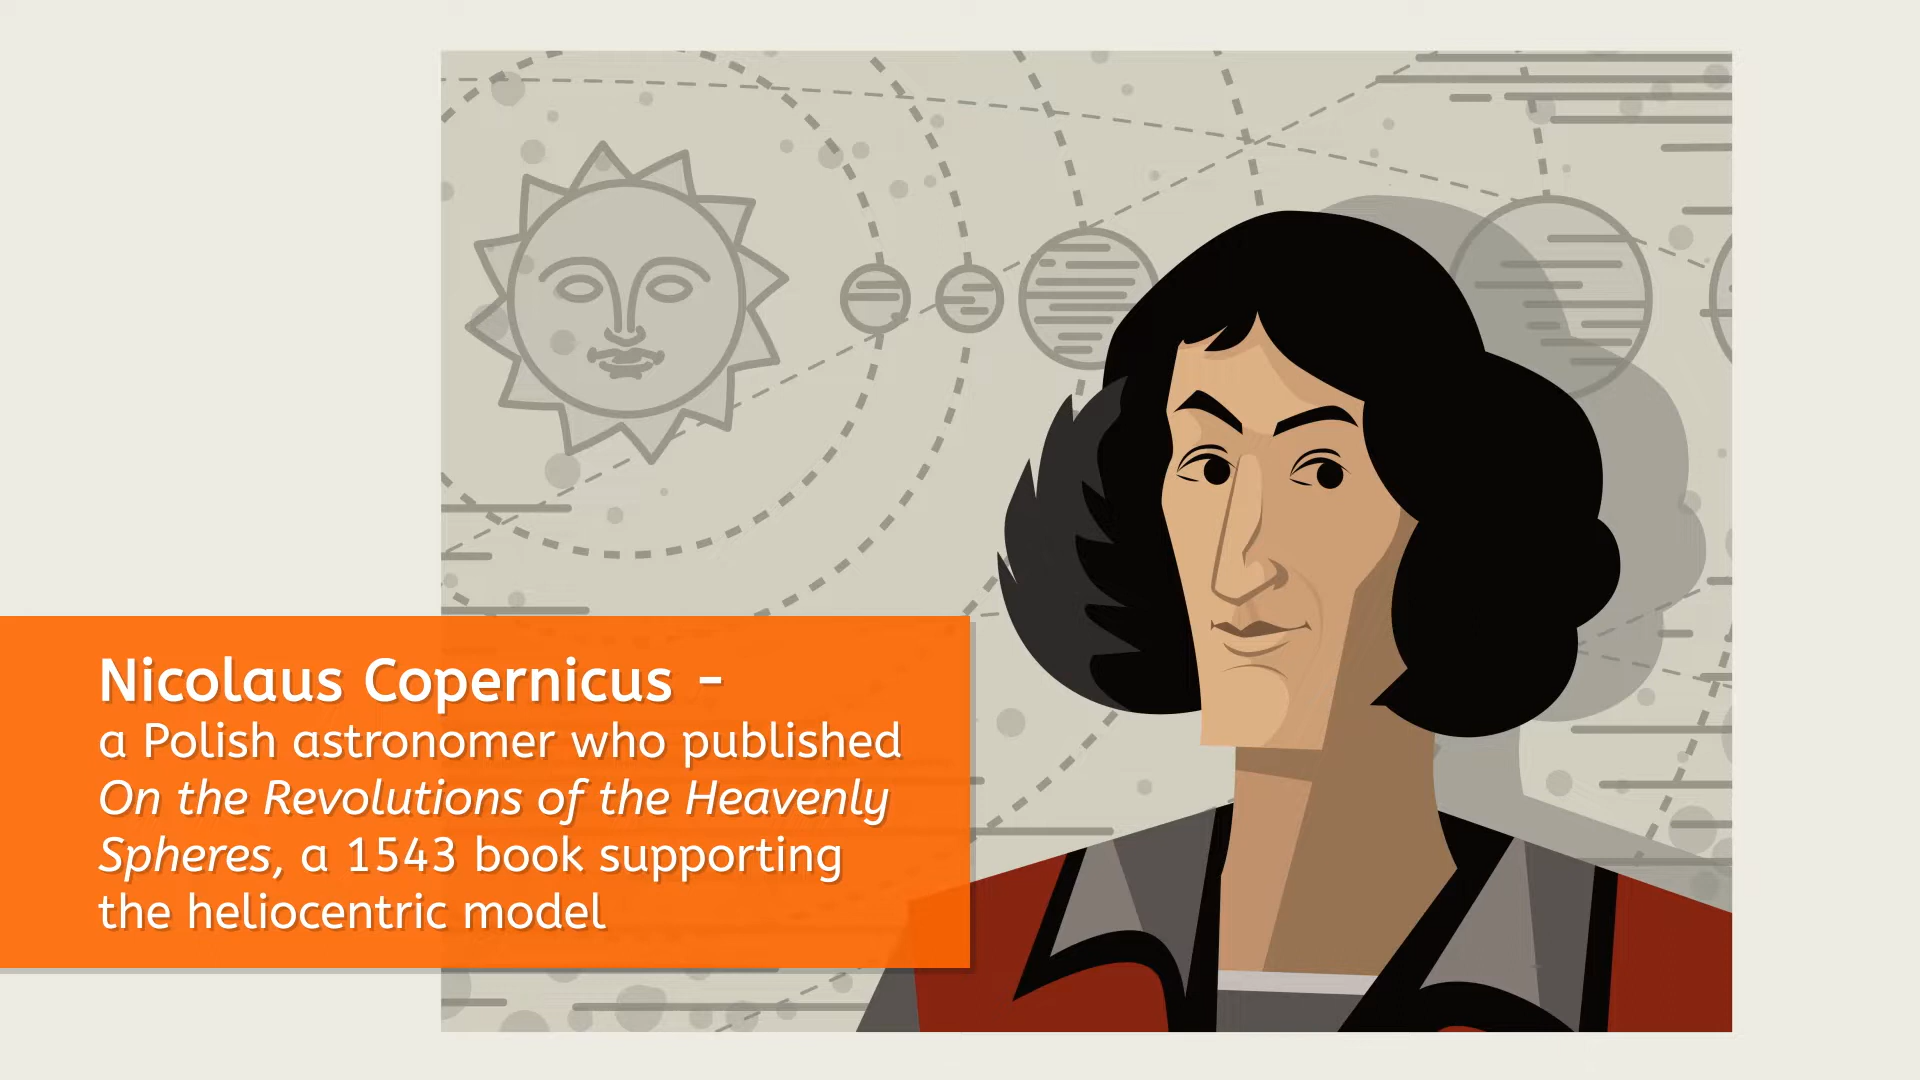 Nicolaus Copernicus -
a Polish astronomer who published
On the Revolutions of the Heavenly
Spheres, a 1543 book supporting
the heliocentric model